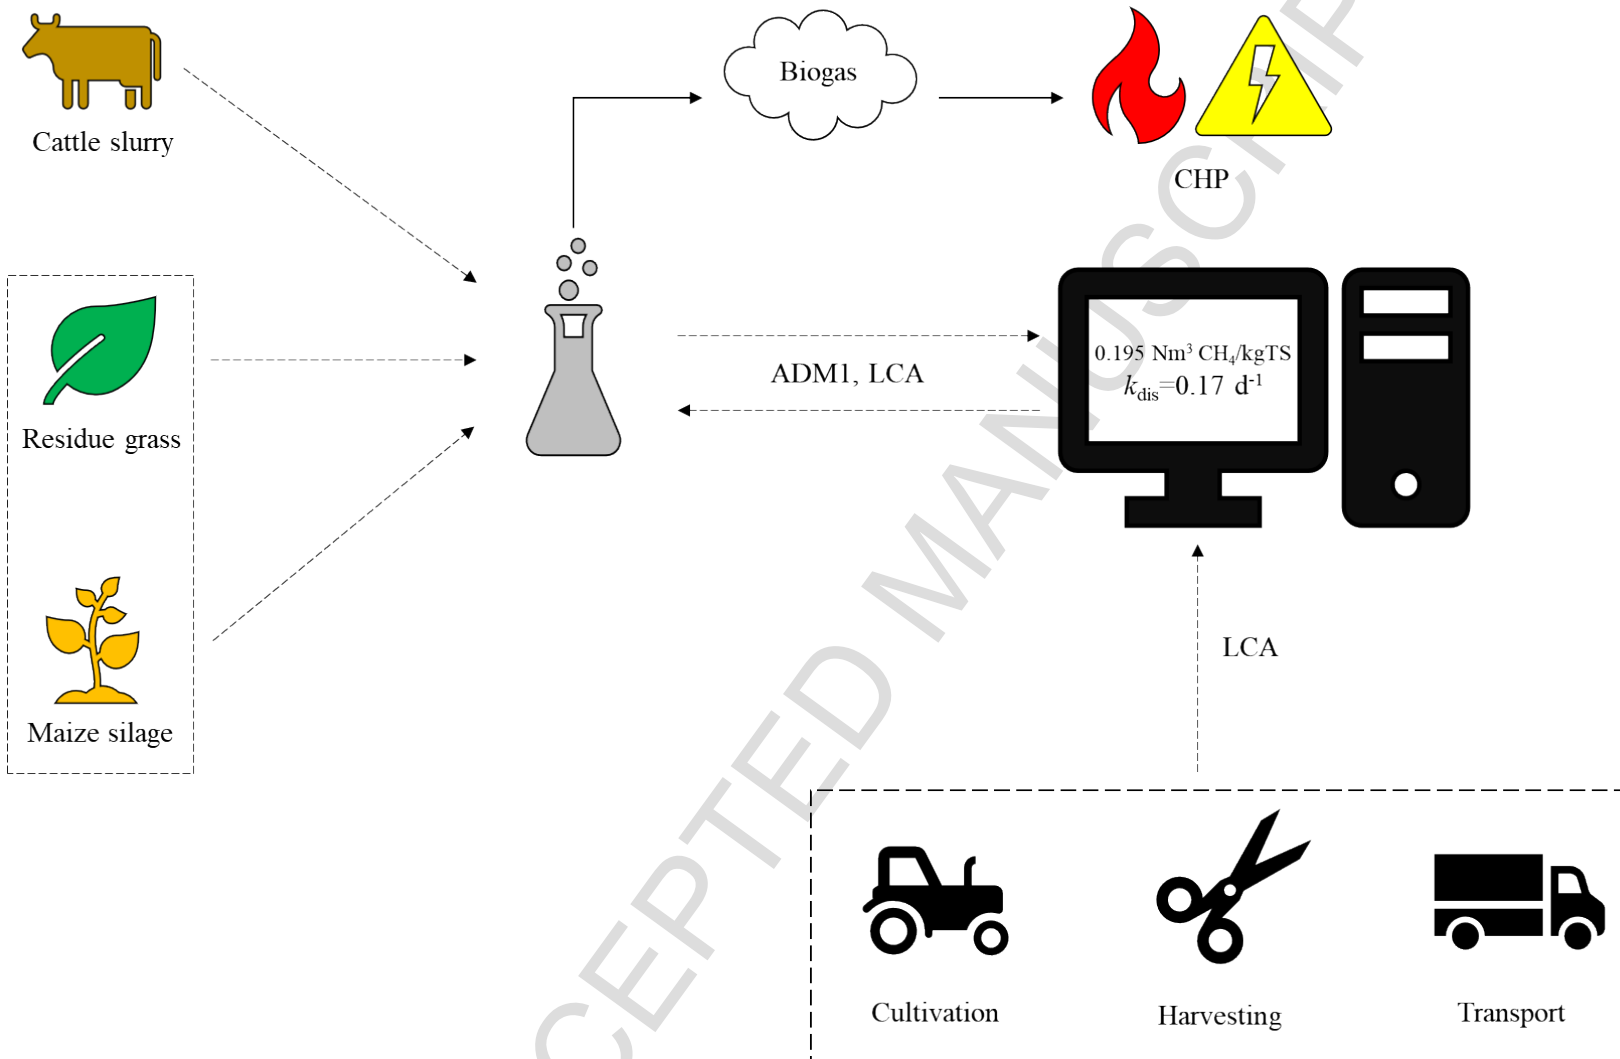 Biogas
Cattle slurry
CHP
0.195 Nm³ CH₄/kgTS
k_dis=0.17 d⁻¹
ADM1, LCA
Residue grass
LCA
Maize silage
Cultivation
Harvesting
Transport
CEPTED MANUSCRIP